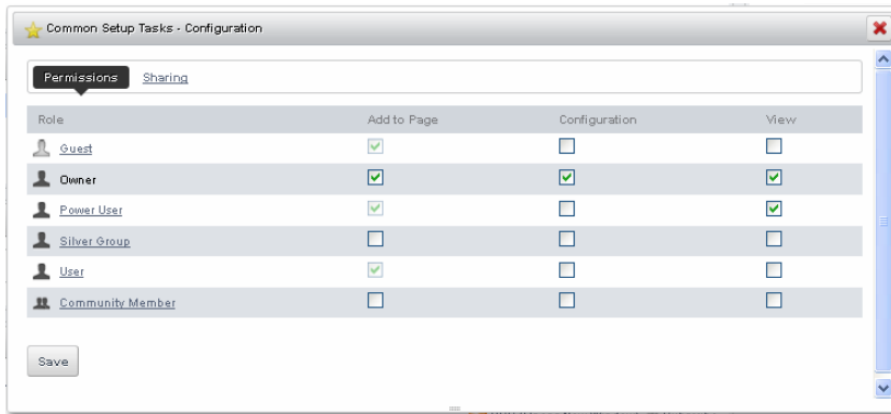 Common Setup Tasks - Configuration
Permissions Sharing
Role Add to Page Configuration View
Guest
Owner
Power User
Silver Group
User
Community Member
Save